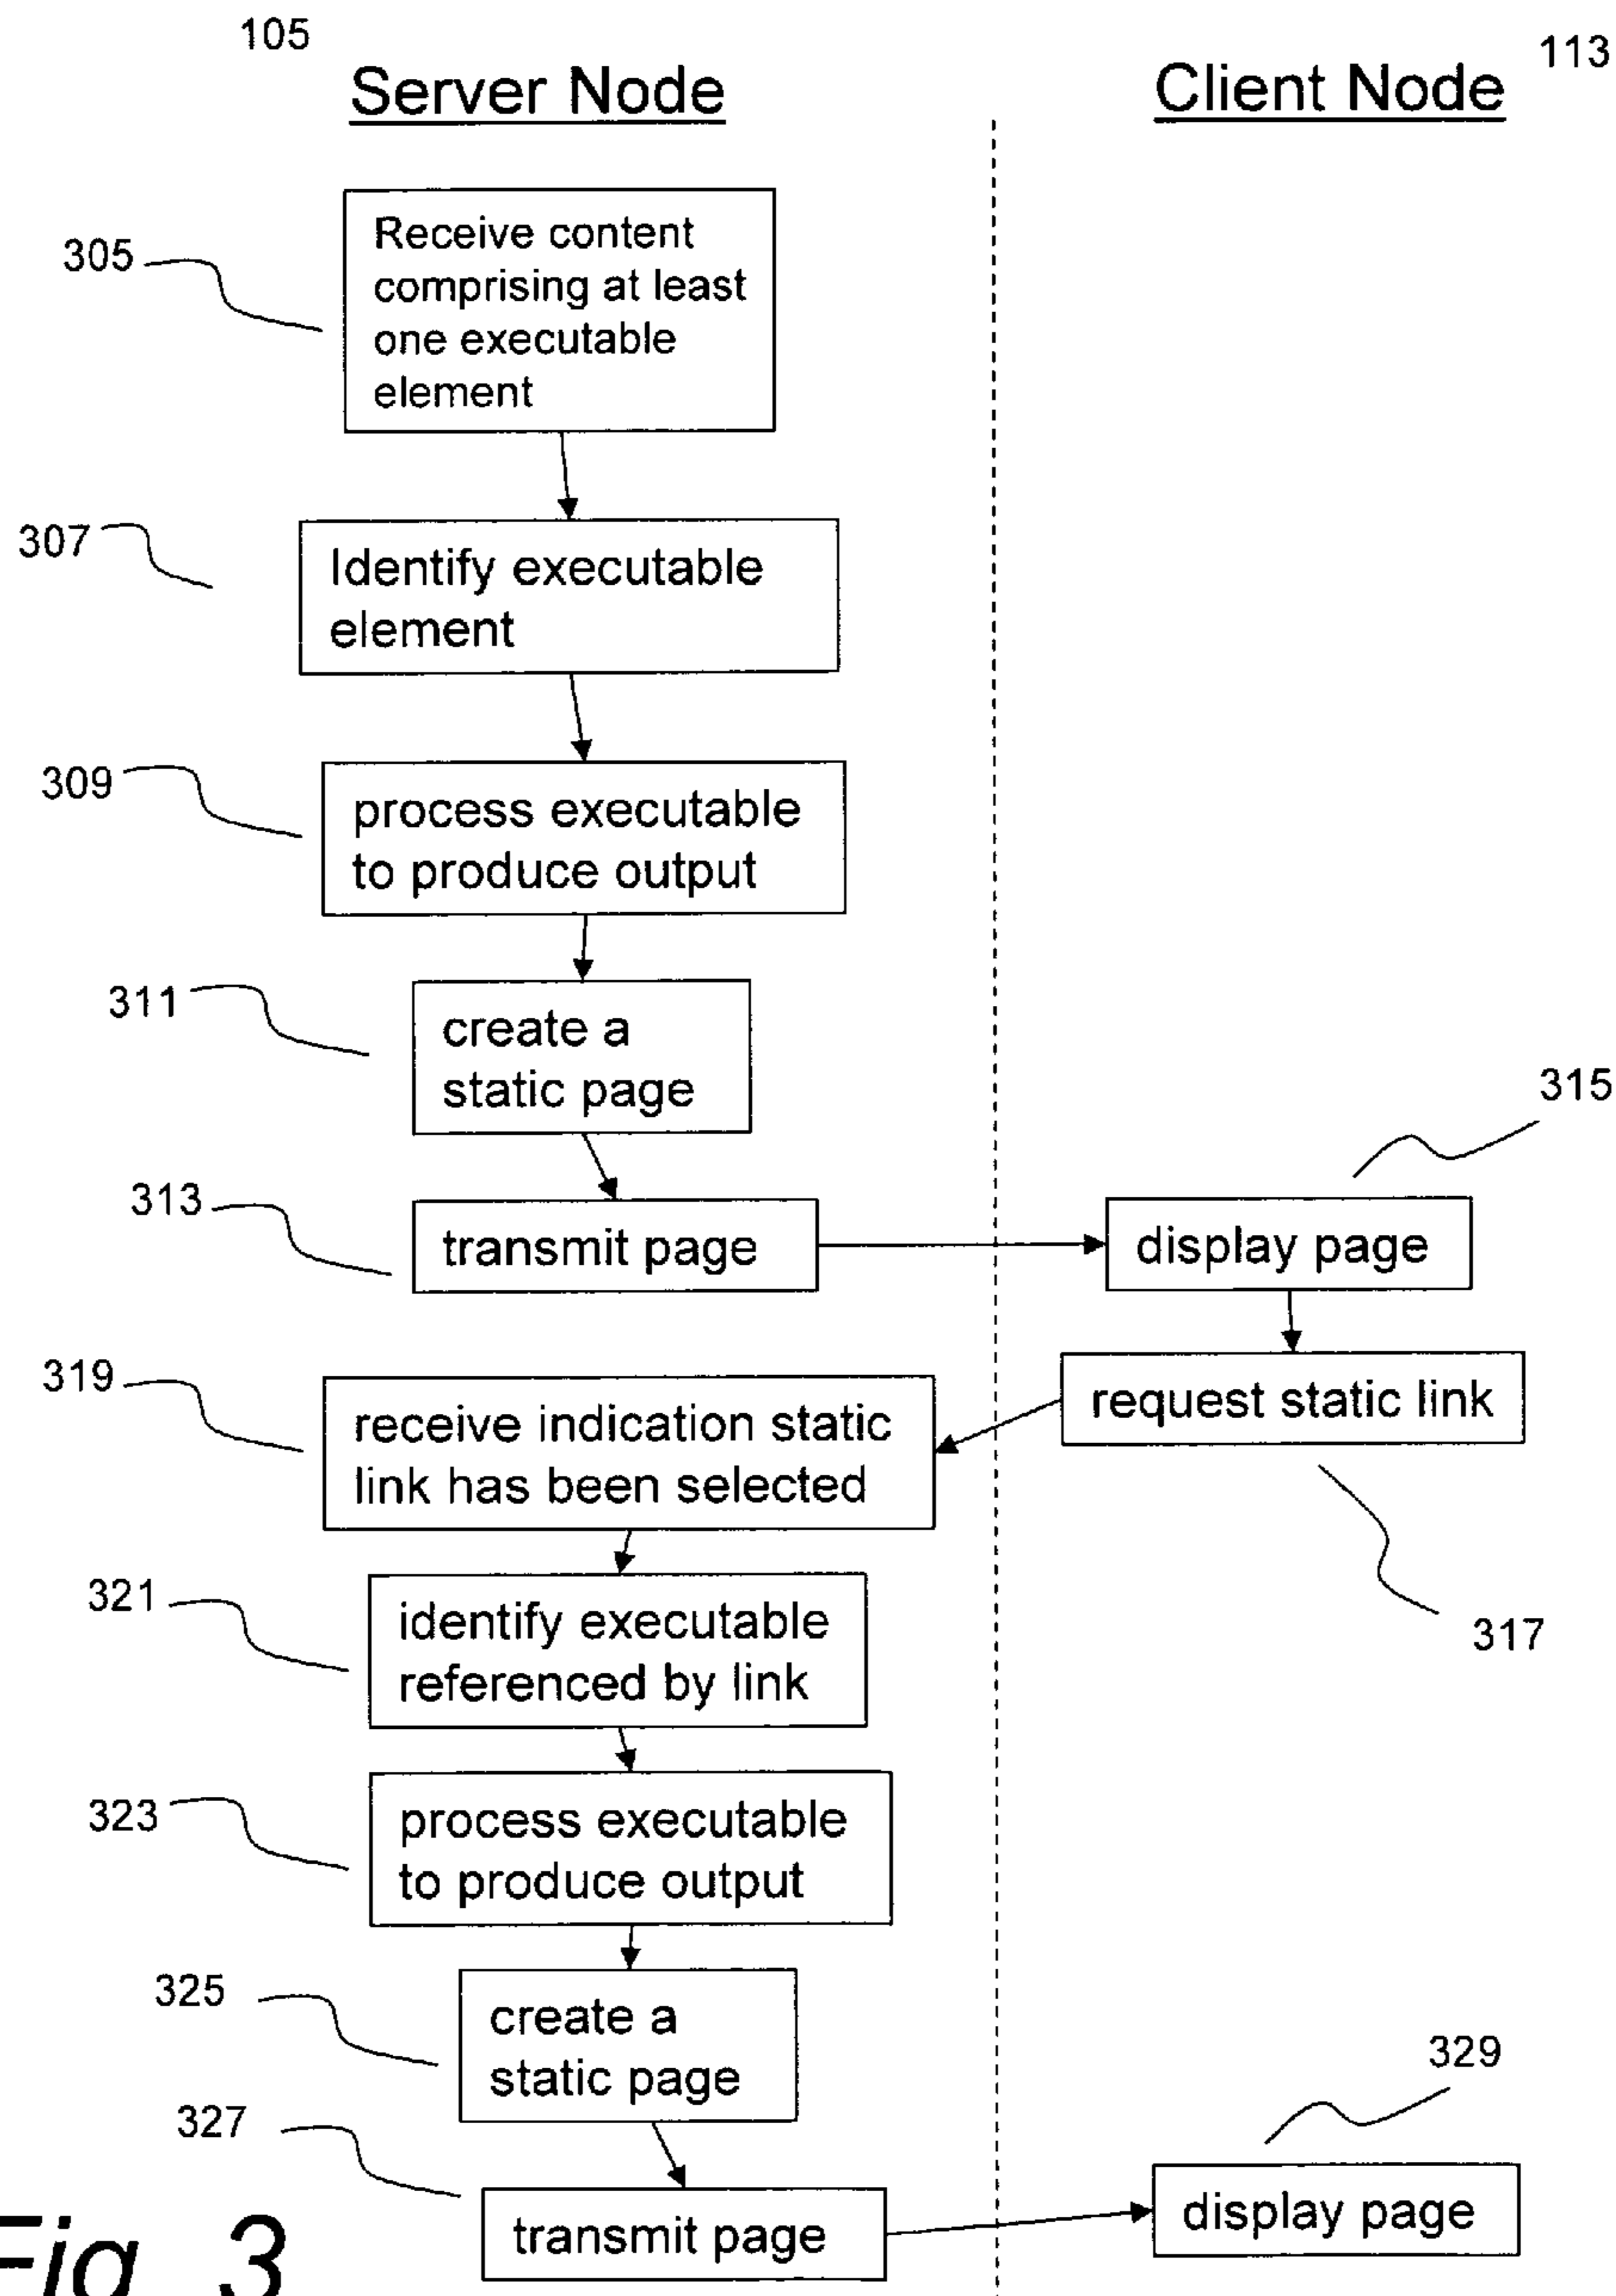 105
113
Server Node
Client Node
305
Receive content
comprising at least
one executable
element
307
Identify executable
element
309
process executable
to produce output
311
create a
static page
313
transmit page
315
display page
request static link
317
319
receive indication static
link has been selected
321
identify executable
referenced by link
323
process executable
to produce output
325
create a
static page
327
transmit page
329
display page
Fig. 3